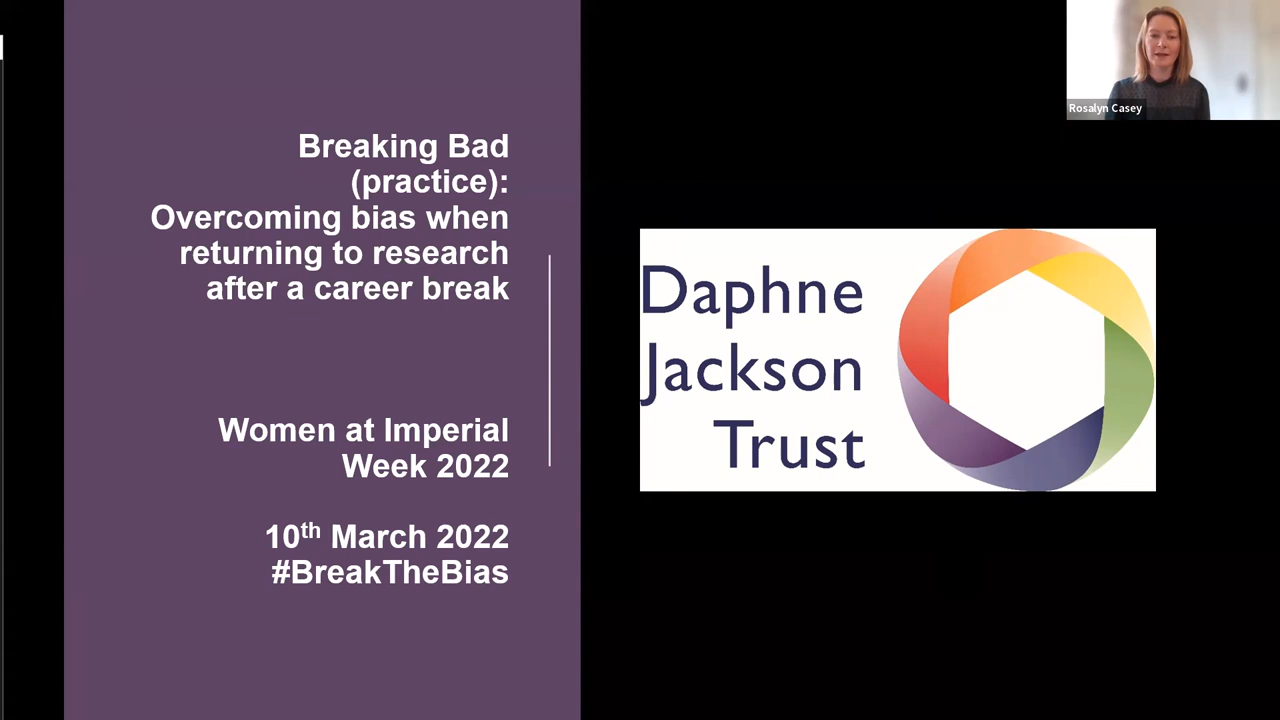 Breaking Bad
(practice):
Overcoming bias when
returning to research
after a career break
Women at Imperial
Week 2022
10th March 2022
#BreakTheBias
Daphne
Jackson
Trust
Rosalyn Casey